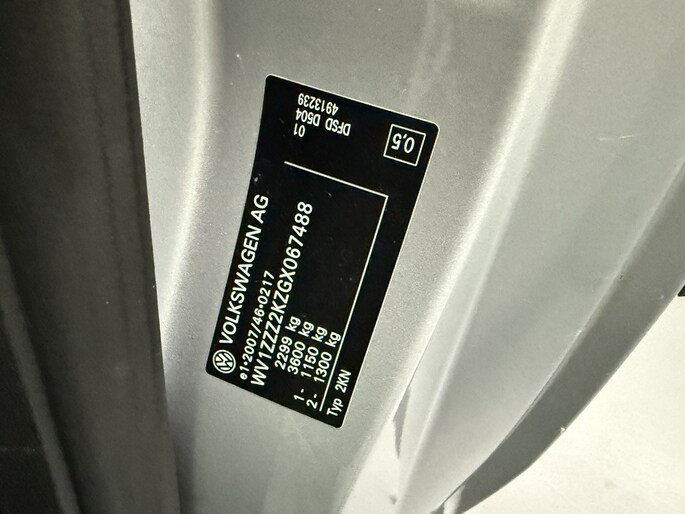 VOLKSWAGEN AG
e1*2007/46*0217
WV1ZZZ2KZGX067488
2299 kg
3600 kg
1- 1150 kg
2- 1300 kg
Typ 2KN
01
DFSD D504
4913239
0,5